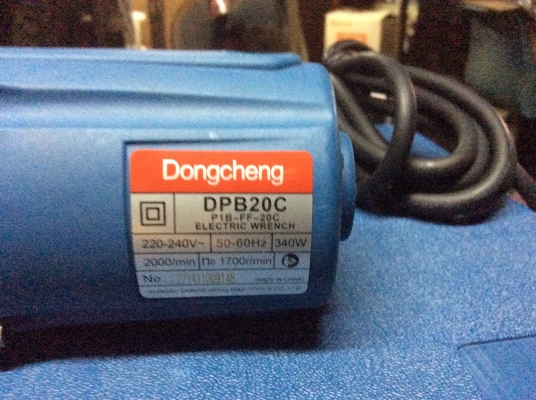 Dongcheng
DPB20C
P1B-FF-20C
ELECTRIC WRENCH
220-240V~ 50-60Hz 340W
2000/min n₀ 1700r/min
No (MADE IN CHINA)